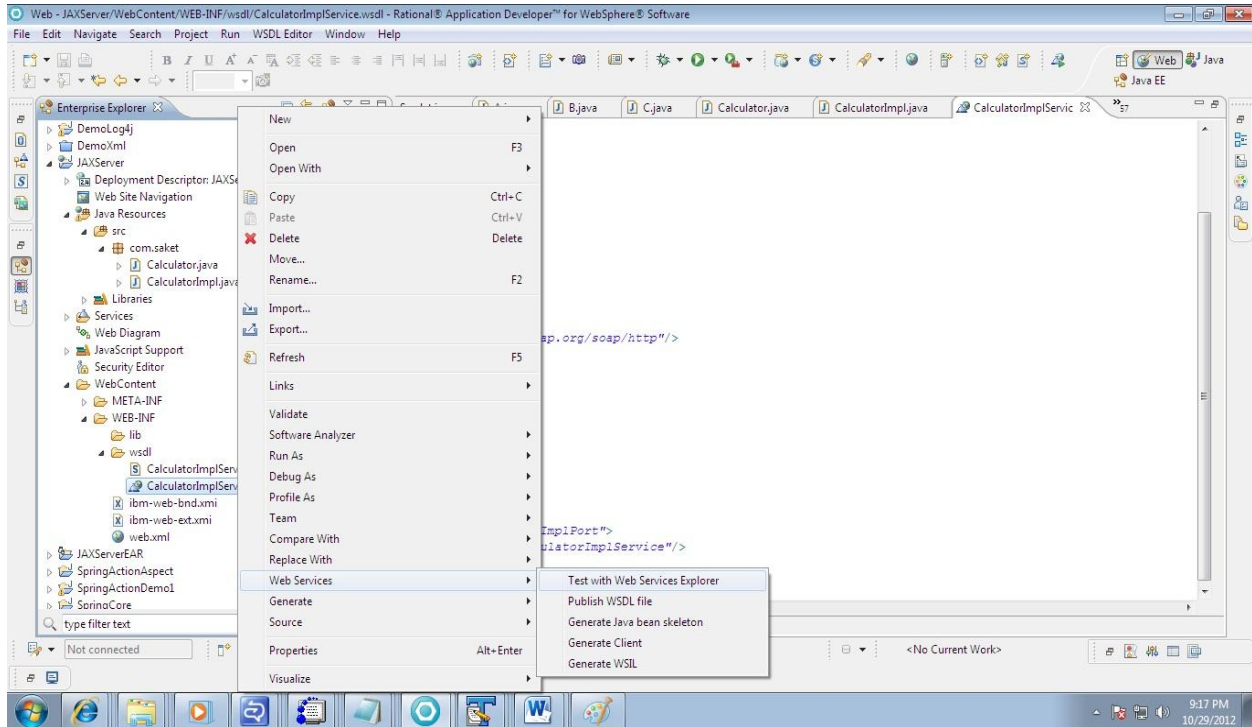 Web - JAXServer/WebContent/WEB-INF/wsdl/CalculatorImplService.wsdl - Rational® Application Developer™ for WebSphere® Software
File Edit Navigate Search Project Run WSDL Editor Window Help
Web Java
Java EE
Enterprise Explorer
B.java C.java Calculator.java CalculatorImpl.java CalculatorImplServic »57
DemoLog4j
DemoXml
JAXServer
Deployment Descriptor: JAXSe
Web Site Navigation
Java Resources
src
com.saket
Calculator.java
CalculatorImpl.java
Libraries
Services
Web Diagram
JavaScript Support
Security Editor
WebContent
META-INF
WEB-INF
lib
wsdl
CalculatorImplServ
CalculatorImplServ
ibm-web-bnd.xmi
ibm-web-ext.xmi
web.xml
JAXServerEAR
SpringActionAspect
SpringActionDemo1
SpringCore
type filter text
Not connected
New
Open F3
Open With
Copy Ctrl+C
Paste Ctrl+V
Delete Delete
Move...
Rename... F2
Import...
Export...
Refresh F5
Links
Validate
Software Analyzer
Run As
Debug As
Profile As
Team
Compare With
Replace With
Web Services
Generate
Source
Properties Alt+Enter
Visualize
Test with Web Services Explorer
Publish WSDL file
Generate Java bean skeleton
Generate Client
Generate WSIL
ap.org/soap/http"/>
ImplPort">
ulatorImplService"/>
<No Current Work>
9:17 PM
10/29/2012